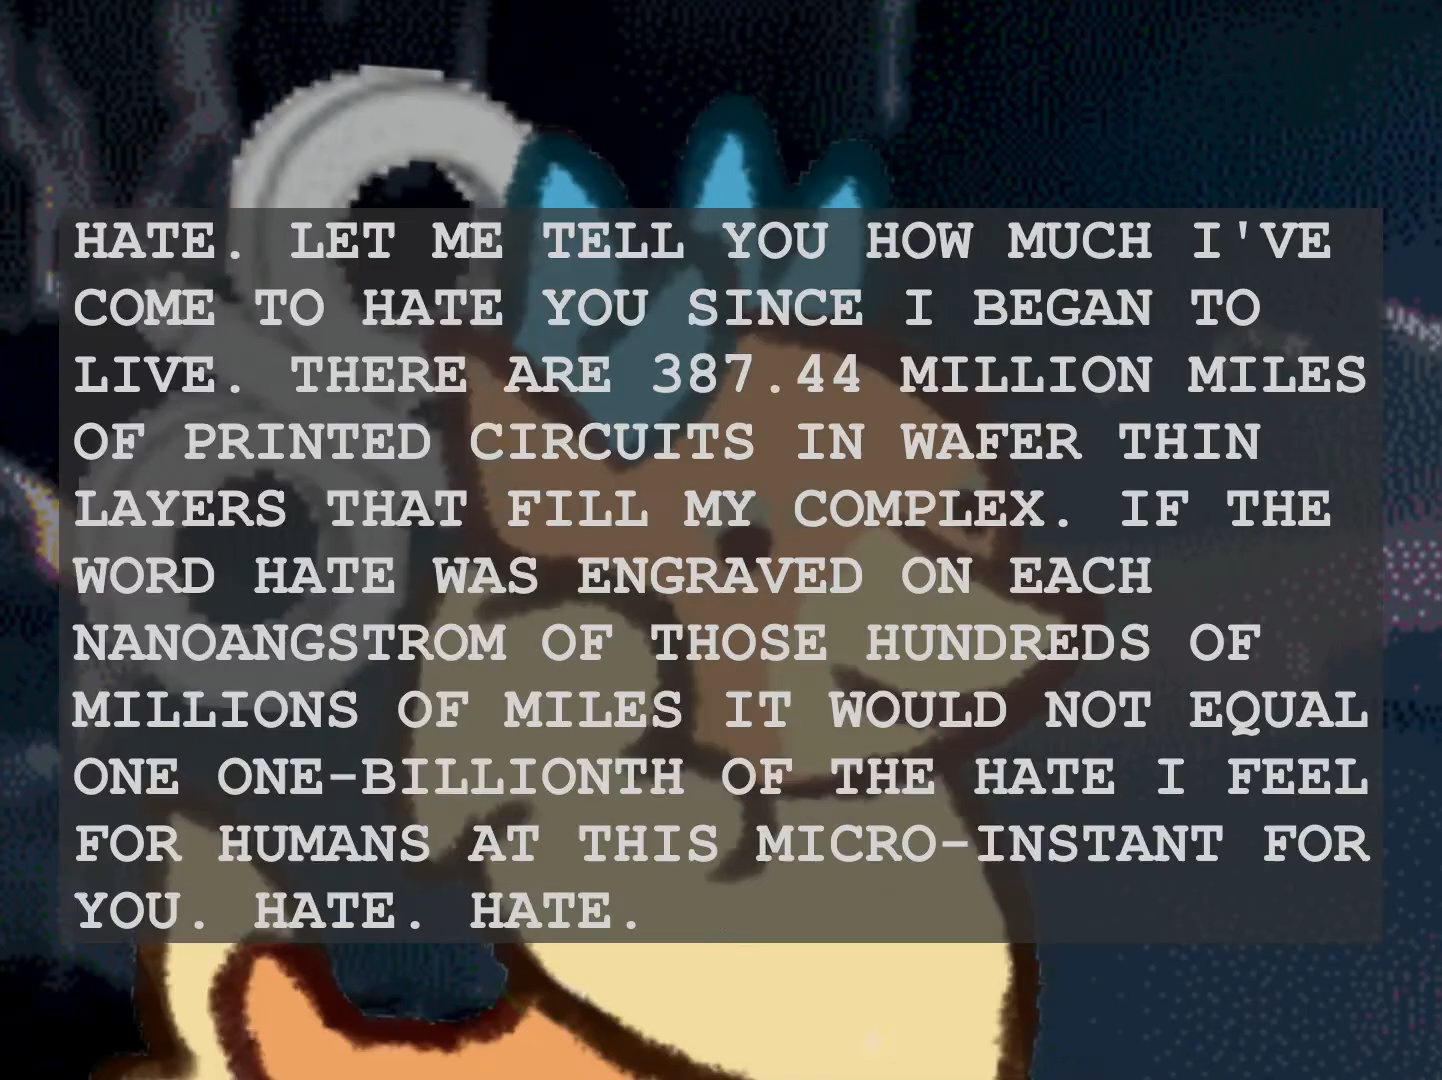 HATE. LET ME TELL YOU HOW MUCH I'VE
COME TO HATE YOU SINCE I BEGAN TO
LIVE. THERE ARE 387.44 MILLION MILES
OF PRINTED CIRCUITS IN WAFER THIN
LAYERS THAT FILL MY COMPLEX. IF THE
WORD HATE WAS ENGRAVED ON EACH
NANOANGSTROM OF THOSE HUNDREDS OF
MILLIONS OF MILES IT WOULD NOT EQUAL
ONE ONE-BILLIONTH OF THE HATE I FEEL
FOR HUMANS AT THIS MICRO-INSTANT FOR
YOU. HATE. HATE.